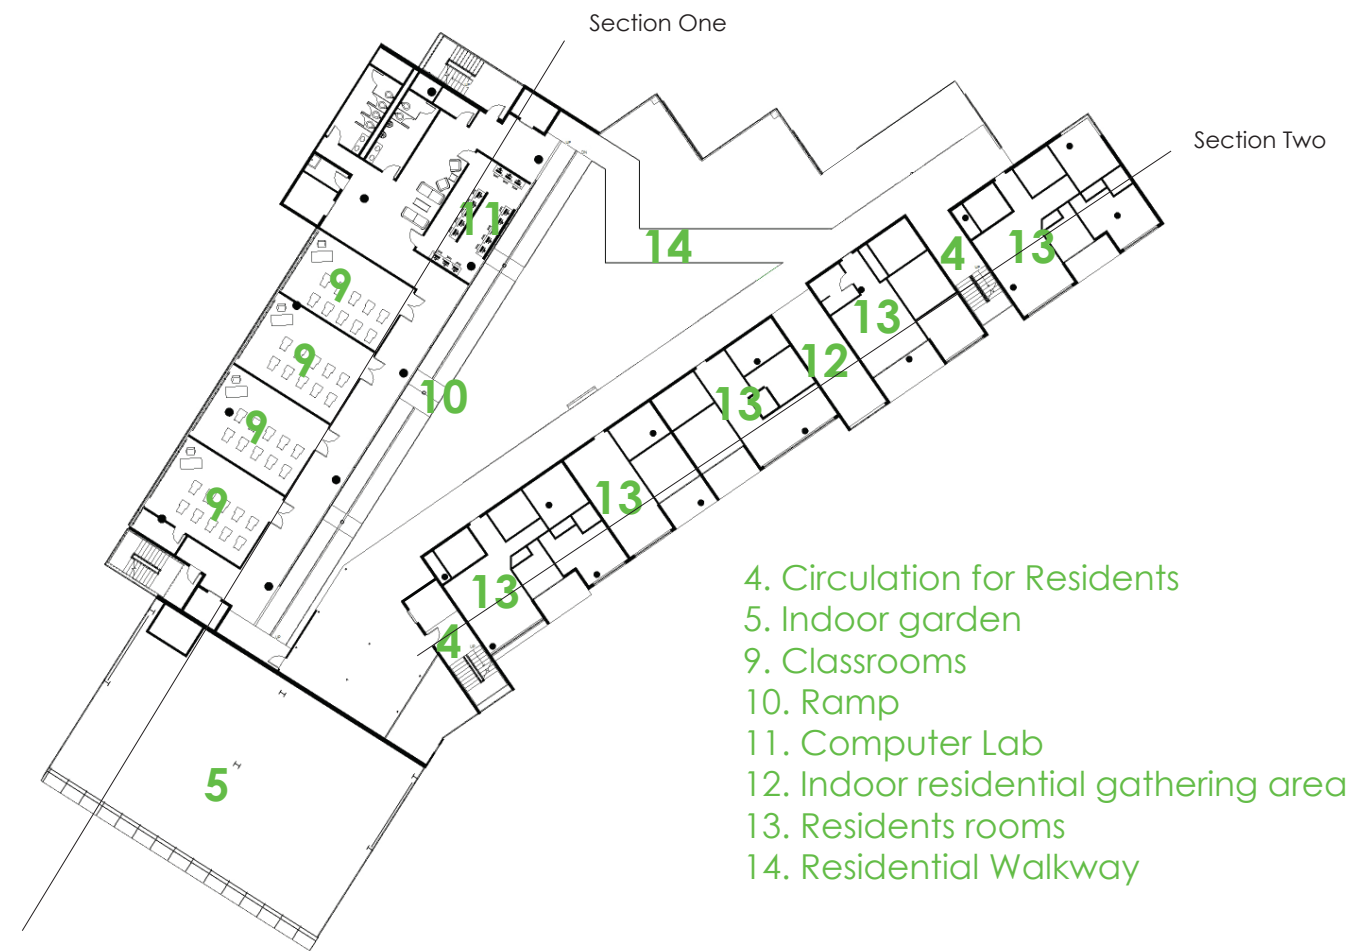 Section One
Section Two
11
14
4
13
9
13
9
12
10
13
9
13
9
13
4
5
4. Circulation for Residents
5. Indoor garden
9. Classrooms
10. Ramp
11. Computer Lab
12. Indoor residential gathering area
13. Residents rooms
14. Residential Walkway